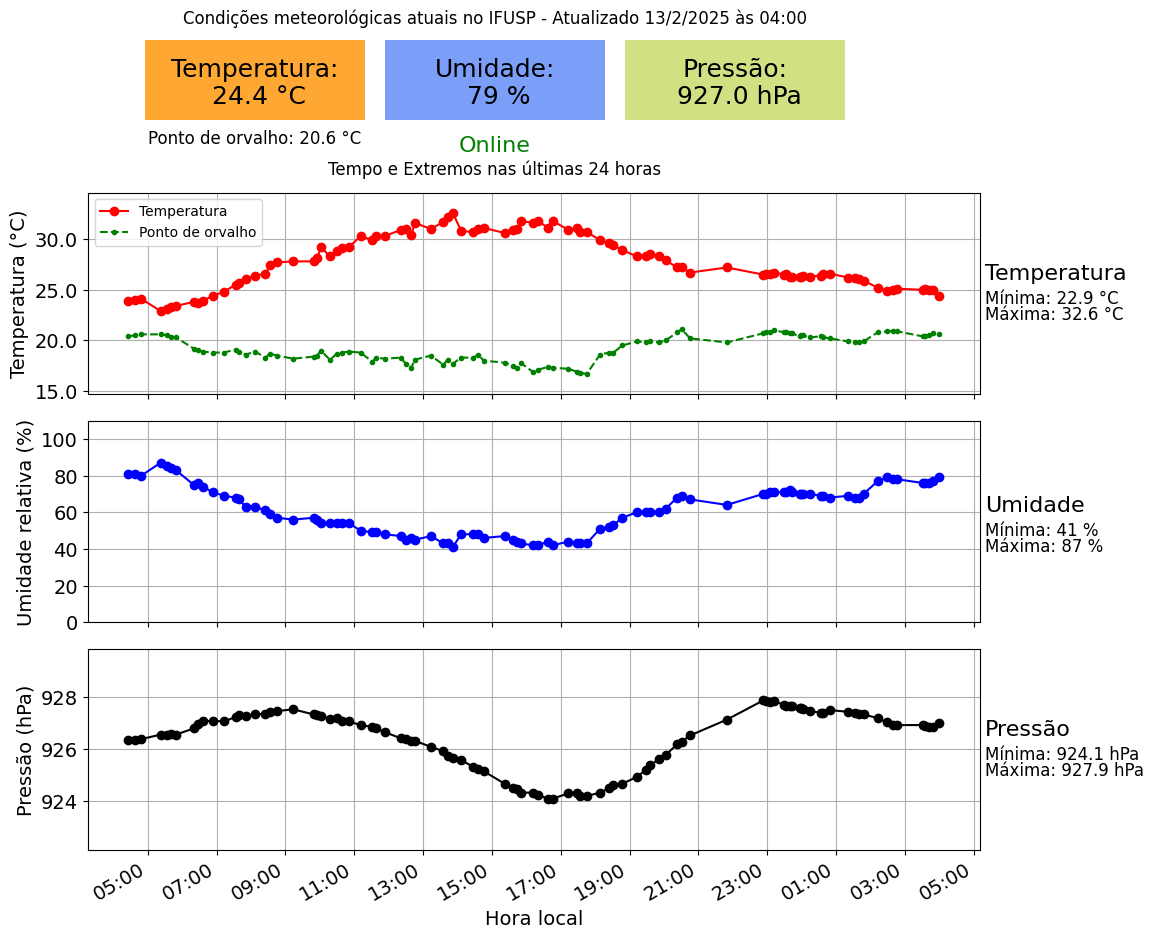 Condições meteorológicas atuais no IFUSP - Atualizado 13/2/2025 às 04:00
Temperatura:
24.4 °C
Umidade:
79 %
Pressão:
927.0 hPa
Ponto de orvalho: 20.6 °C
Online
Tempo e Extremos nas últimas 24 horas
Temperatura (°C)
30.0
25.0
20.0
15.0
Temperatura
Ponto de orvalho
Temperatura
Mínima: 22.9 °C
Máxima: 32.6 °C
Umidade relativa (%)
100
80
60
40
20
0
Umidade
Mínima: 41 %
Máxima: 87 %
Pressão (hPa)
928
926
924
Pressão
Mínima: 924.1 hPa
Máxima: 927.9 hPa
05:00 07:00 09:00 11:00 13:00 15:00 17:00 19:00 21:00 23:00 01:00 03:00 05:00
Hora local